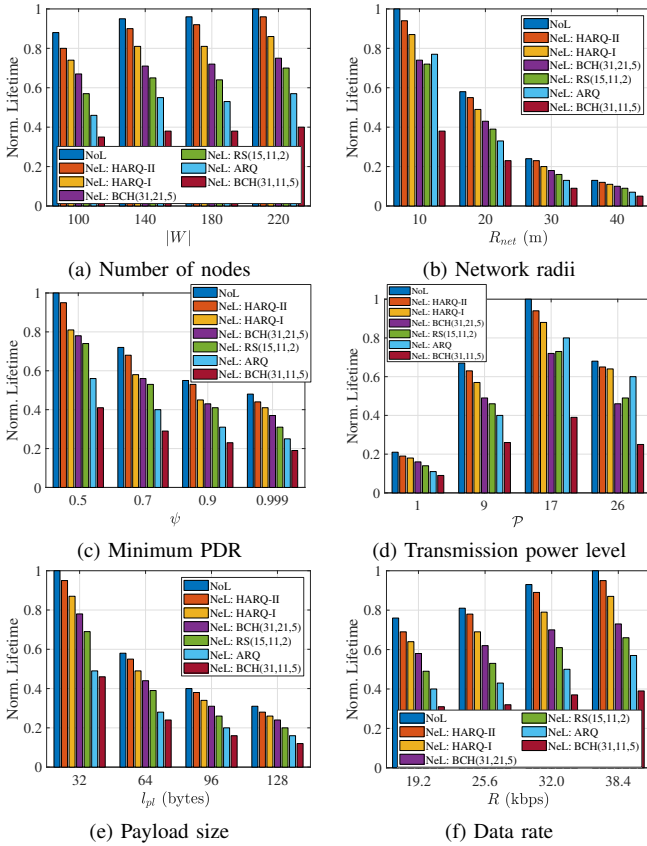 Norm. Lifetime
1
0.8
0.6
0.4
0.2
0
NoL
NeL: HARQ-II
NeL: HARQ-I
NeL: BCH(31,21,5)
NeL: RS(15,11,2)
NeL: ARQ
NeL: BCH(31,11,5)
100 140 180 220
|W|
(a) Number of nodes
Norm. Lifetime
1
0.8
0.6
0.4
0.2
0
NoL
NeL: HARQ-II
NeL: HARQ-I
NeL: BCH(31,21,5)
NeL: RS(15,11,2)
NeL: ARQ
NeL: BCH(31,11,5)
10 20 30 40
R_net (m)
(b) Network radii
Norm. Lifetime
1
0.8
0.6
0.4
0.2
0
NoL
NeL: HARQ-II
NeL: HARQ-I
NeL: BCH(31,21,5)
NeL: RS(15,11,2)
NeL: ARQ
NeL: BCH(31,11,5)
0.5 0.7 0.9 0.999
ψ
(c) Minimum PDR
Norm. Lifetime
1
0.8
0.6
0.4
0.2
0
NoL
NeL: HARQ-II
NeL: HARQ-I
NeL: BCH(31,21,5)
NeL: RS(15,11,2)
NeL: ARQ
NeL: BCH(31,11,5)
1 9 17 26
𝒫
(d) Transmission power level
Norm. Lifetime
1
0.8
0.6
0.4
0.2
0
NoL
NeL: HARQ-II
NeL: HARQ-I
NeL: BCH(31,21,5)
NeL: RS(15,11,2)
NeL: ARQ
NeL: BCH(31,11,5)
32 64 96 128
l_pl (bytes)
(e) Payload size
Norm. Lifetime
1
0.8
0.6
0.4
0.2
0
NoL
NeL: HARQ-II
NeL: HARQ-I
NeL: BCH(31,21,5)
NeL: RS(15,11,2)
NeL: ARQ
NeL: BCH(31,11,5)
19.2 25.6 32.0 38.4
R (kbps)
(f) Data rate